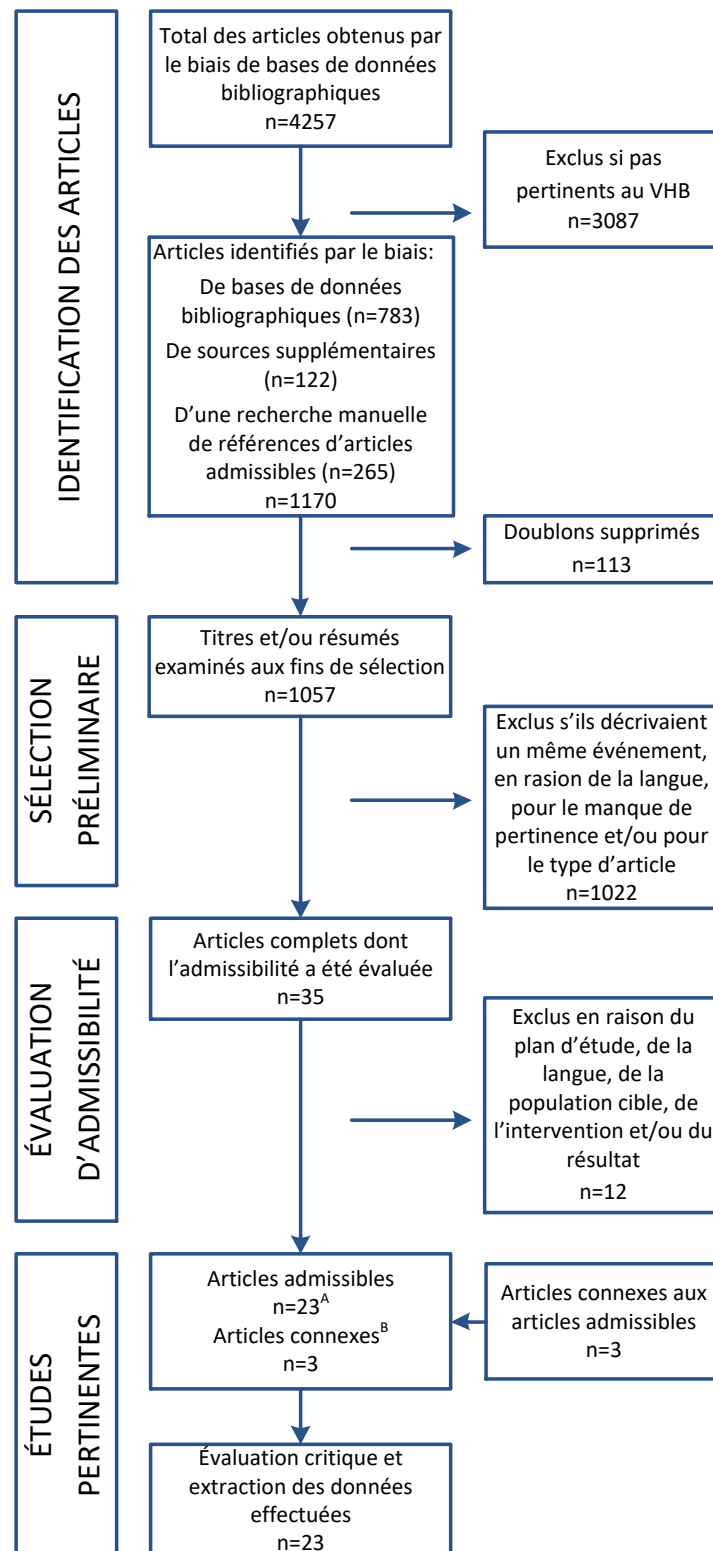 IDENTIFICATION DES ARTICLES
Total des articles obtenus par
le biais de bases de données
bibliographiques
n=4257
Exclus si pas
pertinents au VHB
n=3087
Articles identifiés par le biais:
De bases de données
bibliographiques (n=783)
De sources supplémentaires
(n=122)
D’une recherche manuelle
de références d’articles
admissibles (n=265)
n=1170
Doublons supprimés
n=113
SÉLECTION
PRÉLIMINAIRE
Titres et/ou résumés
examinés aux fins de sélection
n=1057
Exclus s’ils décrivaient
un même événement,
en rasion de la langue,
pour le manque de
pertinence et/ou pour
le type d’article
n=1022
ÉVALUATION
D’ADMISSIBILITÉ
Articles complets dont
l’admissibilité a été évaluée
n=35
Exclus en raison du
plan d’étude, de la
langue, de la
population cible, de
l’intervention et/ou du
résultat
n=12
ÉTUDES
PERTINENTES
Articles admissibles
n=23A
Articles connexesB
n=3
Articles connexes aux
articles admissibles
n=3
Évaluation critique et
extraction des données
effectuées
n=23